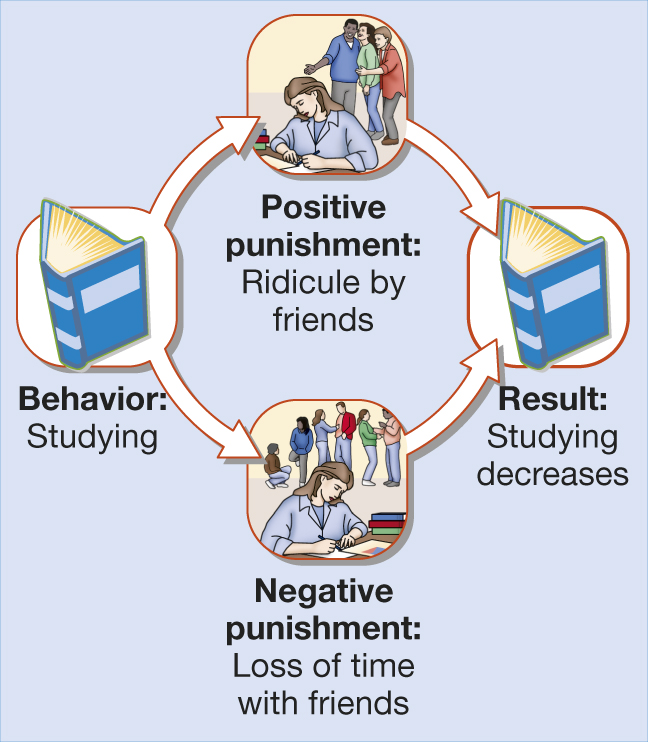 Positive
punishment:
Ridicule by
friends
Behavior:
Studying
Result:
Studying
decreases
Negative
punishment:
Loss of time
with friends